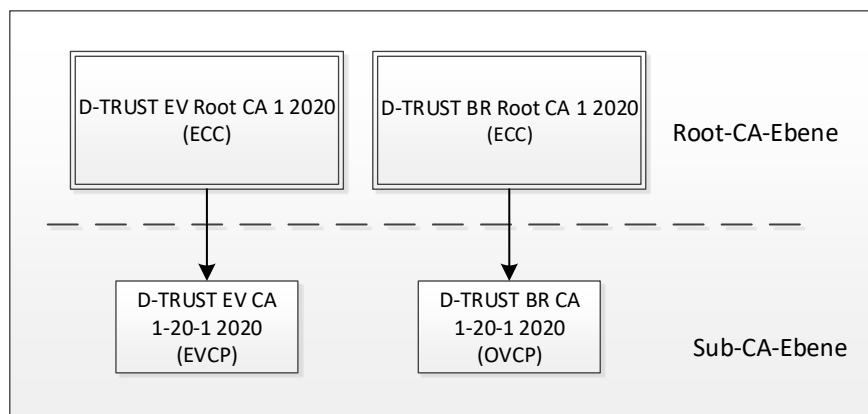 D-TRUST EV Root CA 1 2020
(ECC)
D-TRUST BR Root CA 1 2020
(ECC)
Root-CA-Ebene
D-TRUST EV CA
1-20-1 2020
(EVCP)
D-TRUST BR CA
1-20-1 2020
(OVCP)
Sub-CA-Ebene